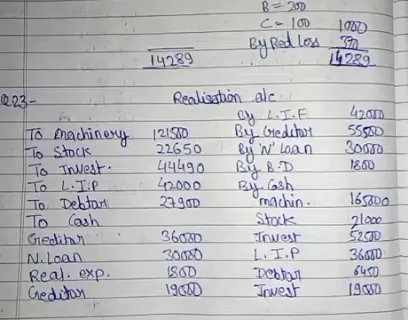 B = 200
C = 100 1000
By Real Loss
14289 14289
Q.23- Realisation a/c
By L.I.F 42000
To machinery 121500 By Creditor 55500
To Stock 22650 By 'N' Loan 30000
To Invest. 44490 By B.D 1800
To L.I.P 42000 By Cash
To Debtor 27900 machin. 165000
To Cash Stock 21000
Creditor 36000 Invest 52500
N.Loan 30000 L.I.P 36000
Real. exp. 1800 Debtor 6450
Creditor 19000 Invest 19000